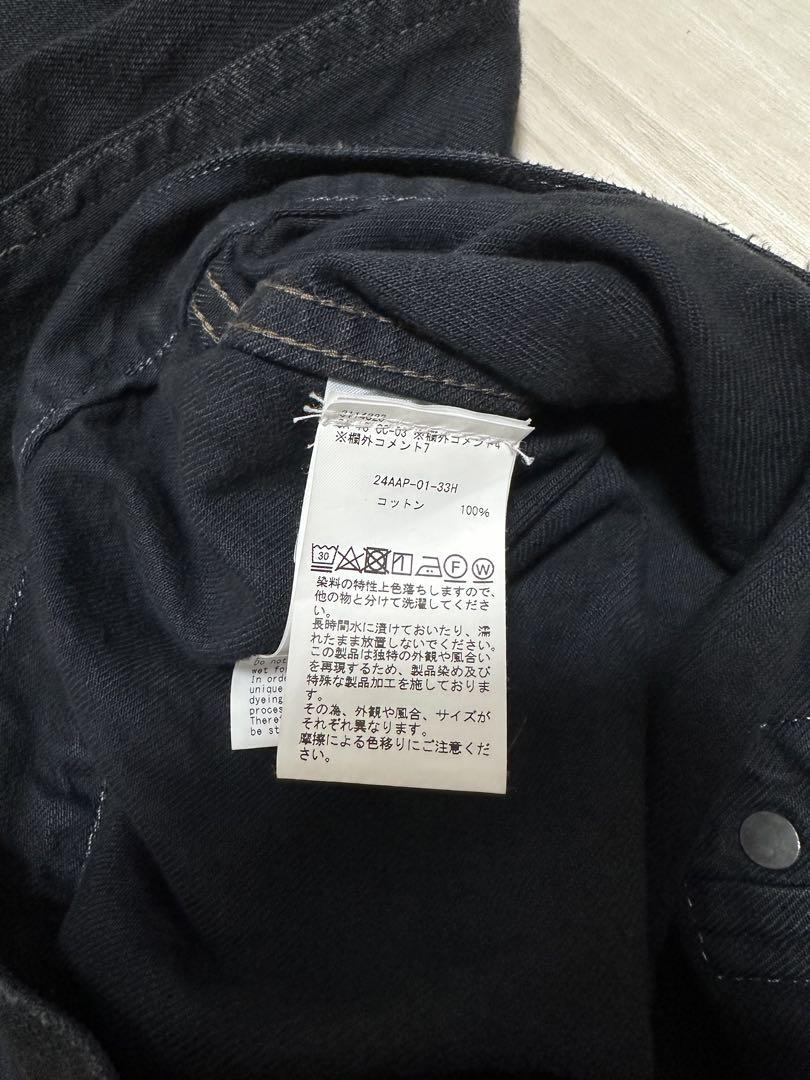 ※欄外コメント7
24AAP-01-33H
コットン 100%
30
F
W
染料の特性上色落ちしますので、
他の物と分けて洗濯してくださ
い。
長時間水に漬けておいたり、濡
れたまま放置しないでください。
この製品は独特の外観や風合い
を再現するため、製品染め及び
特殊な製品加工を施しておりま
す。
その為、外観や風合、サイズが
それぞれ異なります。
摩擦による色移りにご注意くだ
さい。
Do not
wet fo
In orde
unique
dyeing
proces
There
be st